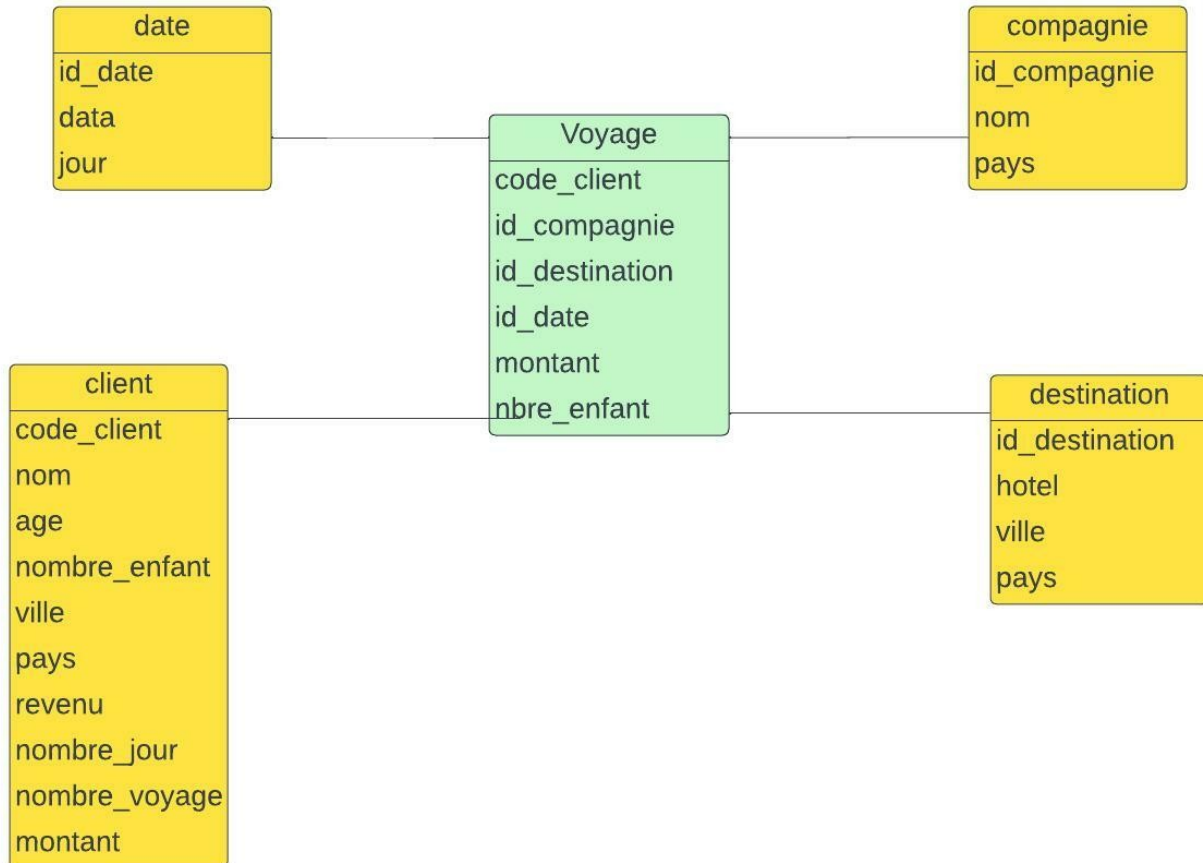 date
id_date
data
jour
compagnie
id_compagnie
nom
pays
Voyage
code_client
id_compagnie
id_destination
id_date
montant
nbre_enfant
client
code_client
nom
age
nombre_enfant
ville
pays
revenu
nombre_jour
nombre_voyage
montant
destination
id_destination
hotel
ville
pays